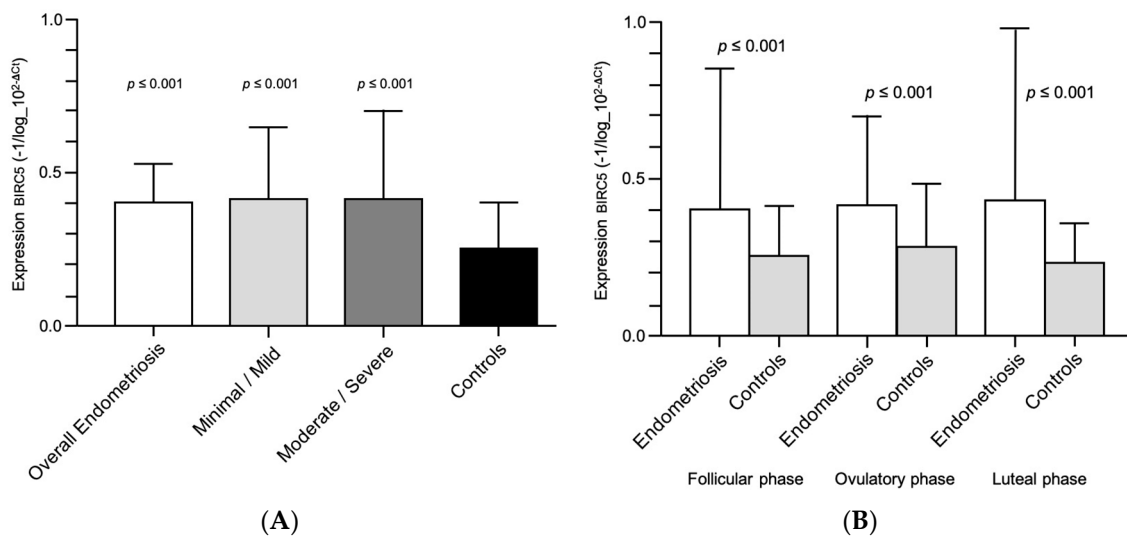 1.0
0.5
0.0
Expression BIRC5 (-1/log_10^2-ΔCt)
p ≤ 0.001
p ≤ 0.001
p ≤ 0.001
Overall Endometriosis
Minimal / Mild
Moderate / Severe
Controls
(A)
1.0
0.5
0.0
Expression BIRC5 (-1/log_10^2-ΔCt)
p ≤ 0.001
p ≤ 0.001
p ≤ 0.001
Endometriosis
Controls
Endometriosis
Controls
Endometriosis
Controls
Follicular phase
Ovulatory phase
Luteal phase
(B)